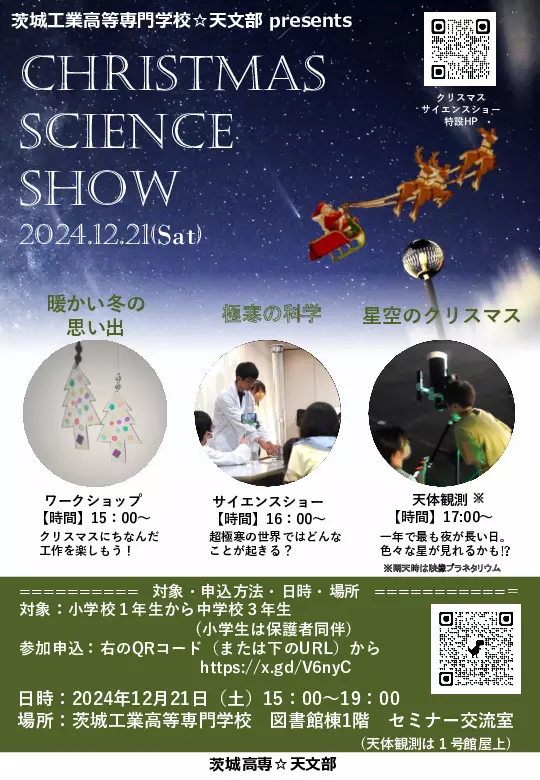 茨城工業高等専門学校☆天文部 presents
CHRISTMAS
SCIENCE
SHOW
2024.12.21(Sat)
クリスマス
サイエンスショー
特設HP
暖かい冬の
思い出
極寒の科学
星空のクリスマス
ワークショップ
【時間】15：00～
クリスマスにちなんだ
工作を楽しもう！
サイエンスショー
【時間】16：00～
超極寒の世界ではどんな
ことが起きる？
天体観測 ※
【時間】17:00～
一年で最も夜が長い日。
色々な星が見れるかも!?
※雨天時は映像プラネタリウム
========== 対象・申込方法・日時・場所 ============
対象：小学校１年生から中学校３年生
（小学生は保護者同伴）
参加申込：右のQRコード（または下のURL）から
https://x.gd/V6nyC
日時：2024年12月21日（土）15：00～19：00
場所：茨城工業高等専門学校　図書館棟1階　セミナー交流室
（天体観測は１号館屋上）
茨城高専☆天文部